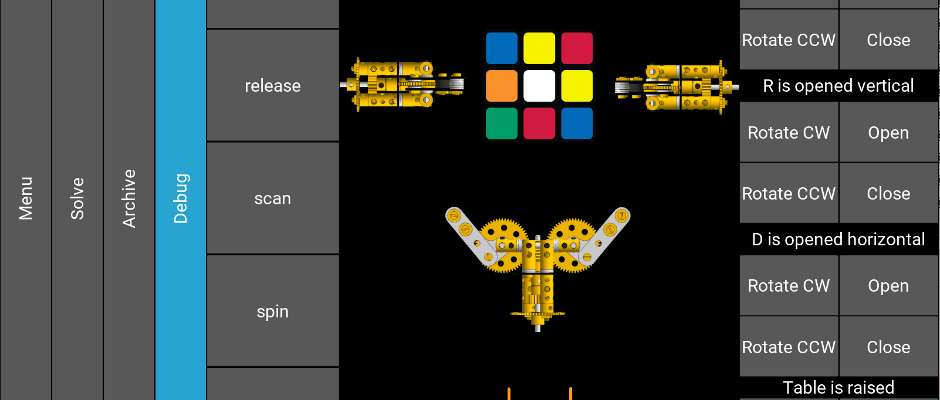 Menu
Solve
Archive
Debug
release
scan
spin
Rotate CCW
Close
R is opened vertical
Rotate CW
Open
Rotate CCW
Close
D is opened horizontal
Rotate CW
Open
Rotate CCW
Close
Table is raised